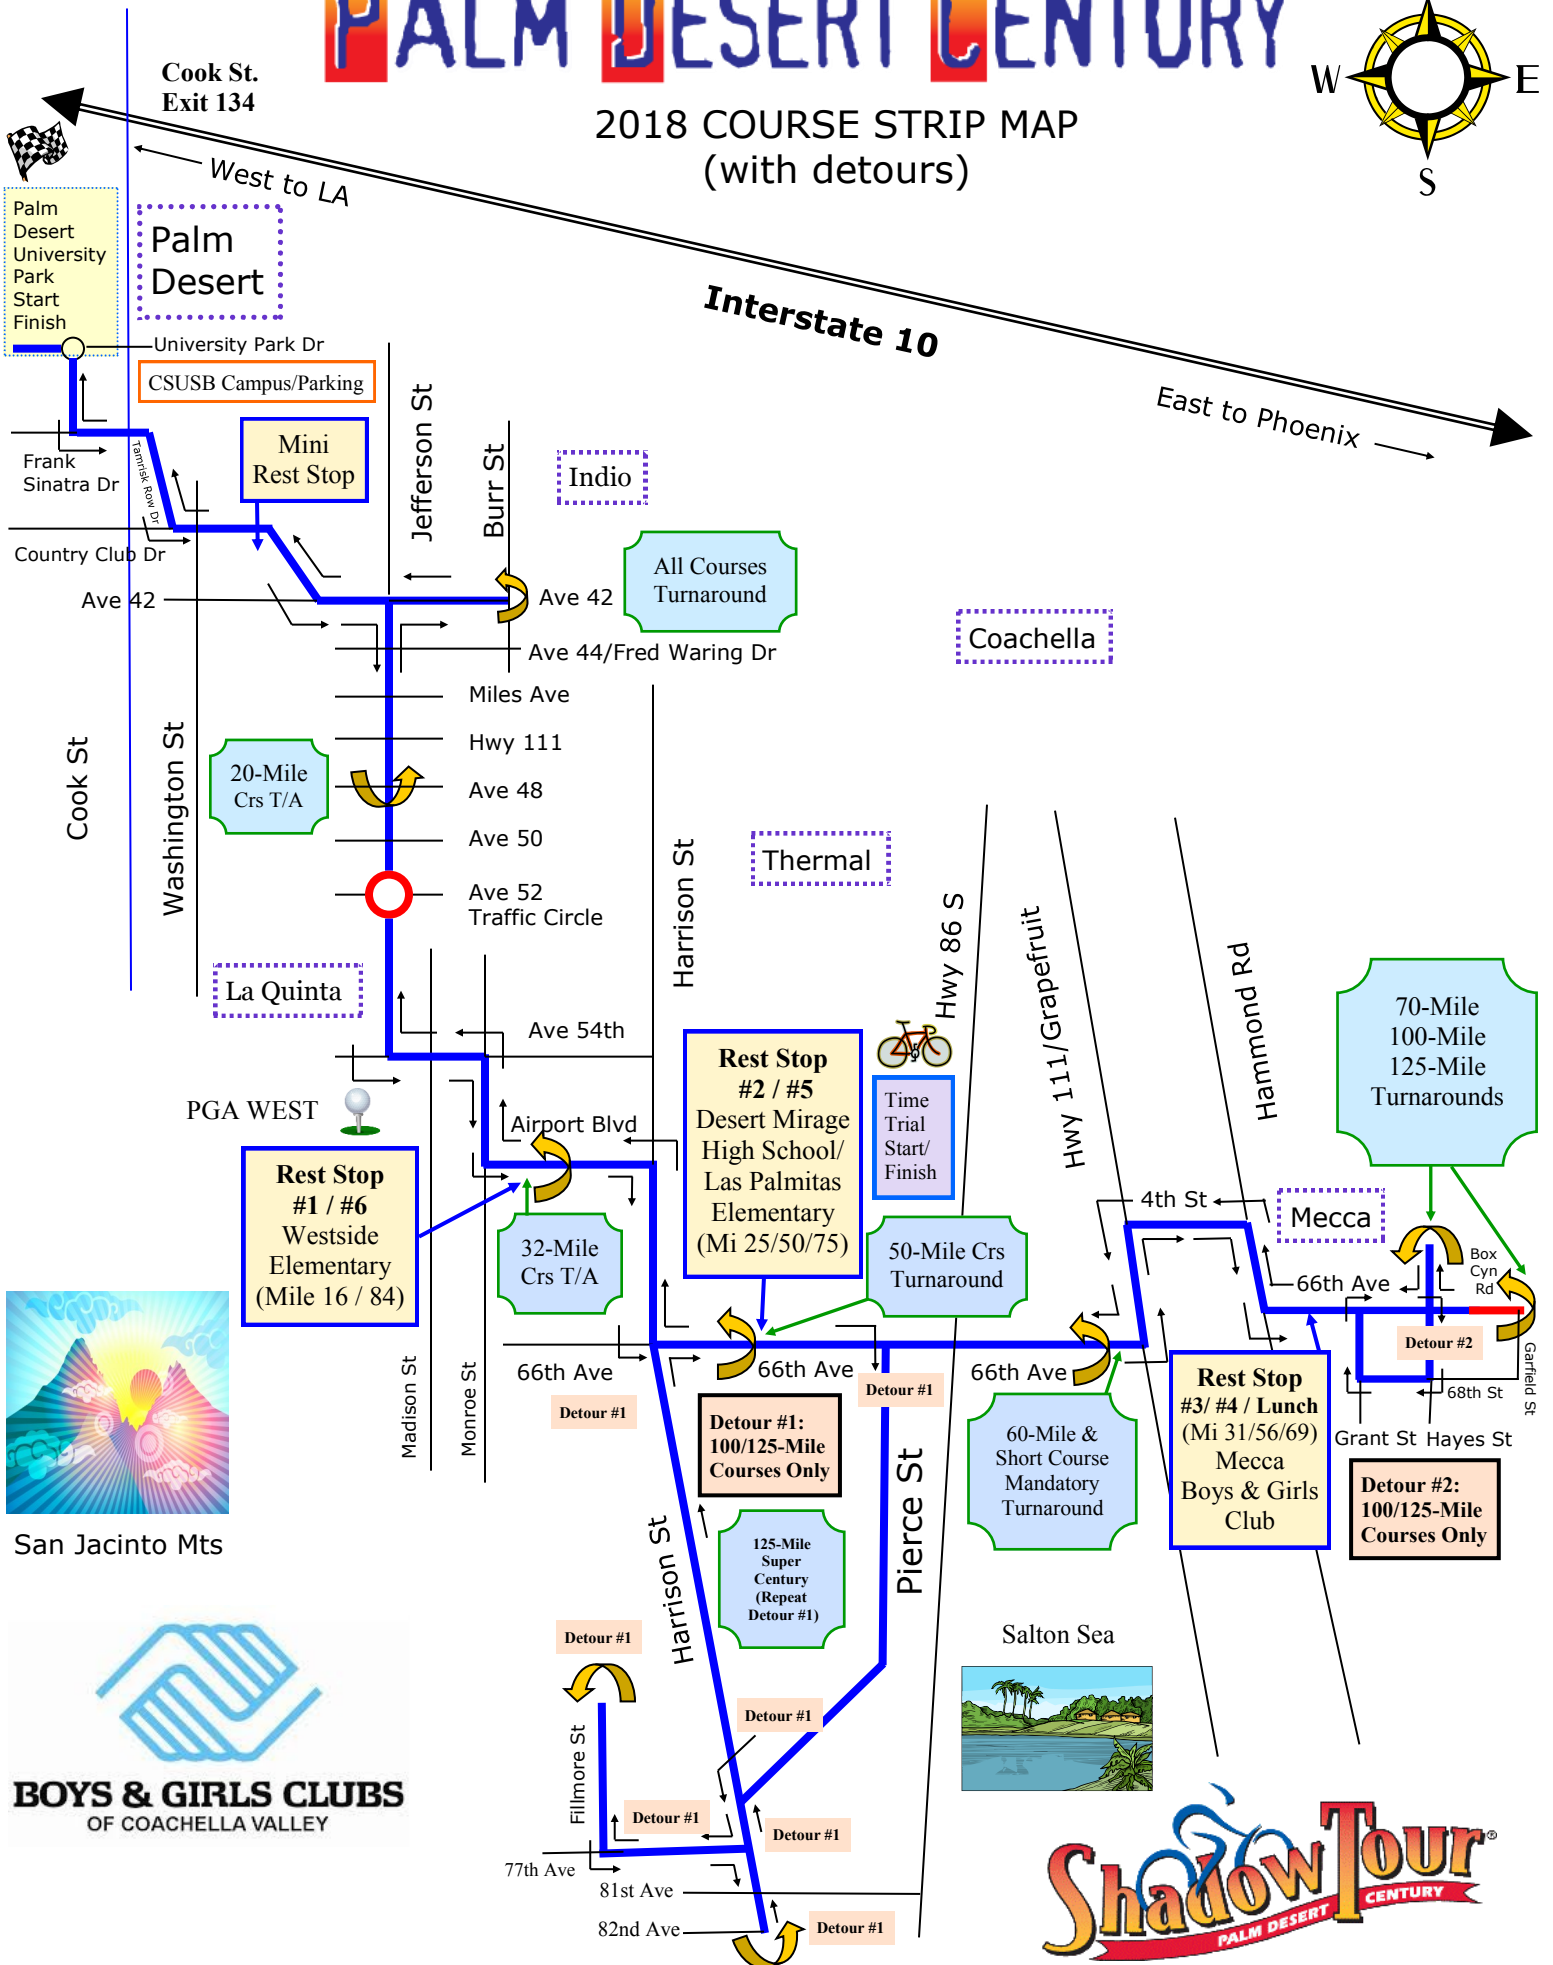 PALM DESERT CENTURY
2018 COURSE STRIP MAP
(with detours)
W
E
S
Cook St.
Exit 134
West to LA
Interstate 10
East to Phoenix
Palm
Desert
University
Park
Start
Finish
Palm
Desert
University Park Dr
CSUSB Campus/Parking
Frank
Sinatra Dr
Tamrisk Row Dr
Mini
Rest Stop
Jefferson St
Burr St
Indio
Country Club Dr
Ave 42
Ave 42
All Courses
Turnaround
Ave 44/Fred Waring Dr
Coachella
Miles Ave
Hwy 111
20-Mile
Crs T/A
Ave 48
Ave 50
Ave 52
Traffic Circle
Cook St
Washington St
Harrison St
Thermal
Hwy 86 S
Hwy 111/Grapefruit
Hammond Rd
La Quinta
Ave 54th
PGA WEST
Airport Blvd
Rest Stop
#1 / #6
Westside
Elementary
(Mile 16 / 84)
32-Mile
Crs T/A
Rest Stop
#2 / #5
Desert Mirage
High School/
Las Palmitas
Elementary
(Mi 25/50/75)
Time
Trial
Start/
Finish
50-Mile Crs
Turnaround
70-Mile
100-Mile
125-Mile
Turnarounds
4th St
Mecca
66th Ave
Box
Cyn
Rd
Detour #2
Garfield St
68th St
Grant St
Hayes St
66th Ave
66th Ave
66th Ave
Detour #1
Detour #1
Madison St
Monroe St
Detour #1:
100/125-Mile
Courses Only
60-Mile &
Short Course
Mandatory
Turnaround
Rest Stop
#3/ #4 / Lunch
(Mi 31/56/69)
Mecca
Boys & Girls
Club
Detour #2:
100/125-Mile
Courses Only
San Jacinto Mts
Harrison St
125-Mile
Super
Century
(Repeat
Detour #1)
Pierce St
Salton Sea
Detour #1
Fillmore St
Detour #1
Detour #1
Detour #1
77th Ave
81st Ave
82nd Ave
Detour #1
BOYS & GIRLS CLUBS
OF COACHELLA VALLEY
Shadow Tour®
PALM DESERT CENTURY